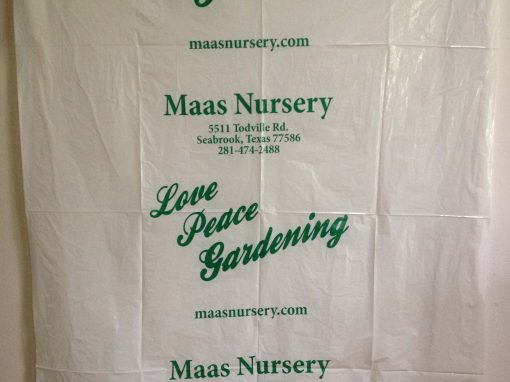 maasnursery.com
Maas Nursery
5511 Todville Rd.
Seabrook, Texas 77586
281-474-2488
Love
Peace
Gardening
maasnursery.com
Maas Nursery